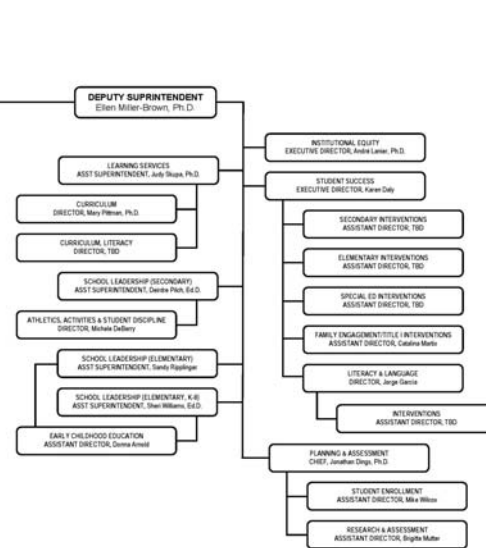 DEPUTY SUPRINTENDENT
Ellen Miller-Brown, Ph.D.
LEARNING SERVICES
ASST SUPERINTENDENT, Judy Skupa, Ph.D.
CURRICULUM
DIRECTOR, Mary Pittman, Ph.D.
CURRICULUM, LITERACY
DIRECTOR, TBD
SCHOOL LEADERSHIP (SECONDARY)
ASST SUPERINTENDENT, Deirdre Pilch, Ed.D.
ATHLETICS, ACTIVITIES & STUDENT DISCIPLINE
DIRECTOR, Michele DeBerry
SCHOOL LEADERSHIP (ELEMENTARY)
ASST SUPERINTENDENT, Sandy Ripplinger
SCHOOL LEADERSHIP (ELEMENTARY, K-8)
ASST SUPERINTENDENT, Sheri Williams, Ed.D.
EARLY CHILDHOOD EDUCATION
ASSISTANT DIRECTOR, Donna Arnold
INSTITUTIONAL EQUITY
EXECUTIVE DIRECTOR, André Lanier, Ph.D.
STUDENT SUCCESS
EXECUTIVE DIRECTOR, Karen Daly
SECONDARY INTERVENTIONS
ASSISTANT DIRECTOR, TBD
ELEMENTARY INTERVENTIONS
ASSISTANT DIRECTOR, TBD
SPECIAL ED INTERVENTIONS
ASSISTANT DIRECTOR, TBD
FAMILY ENGAGEMENT/TITLE I INTERVENTIONS
ASSISTANT DIRECTOR, Catalina Martis
LITERACY & LANGUAGE
DIRECTOR, Jorge Garcia
INTERVENTIONS
ASSISTANT DIRECTOR, TBD
PLANNING & ASSESSMENT
CHIEF, Jonathan Dings, Ph.D.
STUDENT ENROLLMENT
ASSISTANT DIRECTOR, Mike Wilcox
RESEARCH & ASSESSMENT
ASSISTANT DIRECTOR, Brigitte Mutter